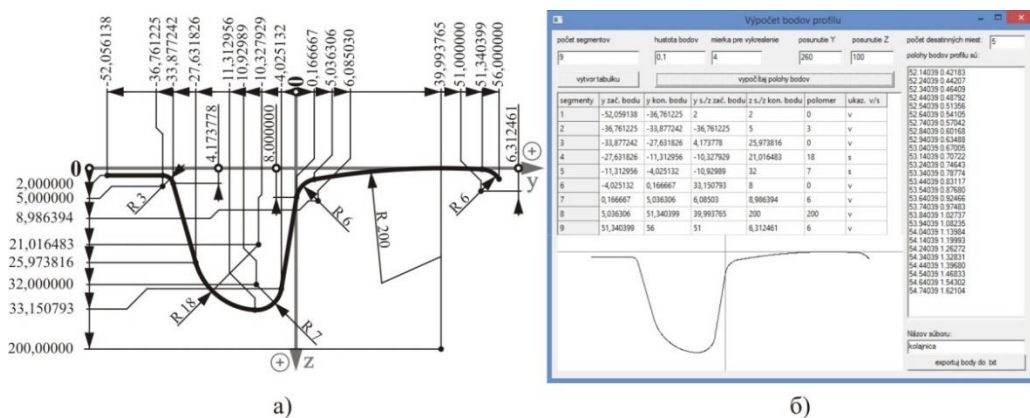 -52,056138
-36,761225
-33,877242
-27,631826
-11,312956
-10,92989
-10,327929
-4,025132
0
0,166667
5,036306
6,085030
39,993765
51,000000
51,340399
56,000000
4,173778
8,000000
6,312461
0
y
2,000000
5,000000
8,986394
21,016483
25,973816
32,000000
33,150793
200,00000
R 3
R 6
R 6
R 200
R 18
R 7
z
а)
Výpočet bodov profilu
počet segmentov hustota bodov mierka pre vykreslenie posunutie Y posunutie Z počet desatinných miest: 5
9 0,1 4 260 100
polohy bodov profilu sú:
vytvor tabulku vypočítaj polohy bodov
segmenty y zač. bodu y kon. bodu y s./z zač. bodu z s./z kon. bodu polomer ukaz. v/s
1 -52,059138 -36,761225 2 2 0 v
2 -36,761225 -33,877242 -36,761225 5 3 v
3 -33,877242 -27,631826 4,173778 25,973816 0 v
4 -27,631826 -11,312956 -10,327929 21,016483 18 s
5 -11,312956 -4,025132 -10,92989 32 7 s
6 -4,025132 0,166667 33,150793 8 0 v
7 0,166667 5,036306 6,08503 8,986394 6 v
8 5,036306 51,340399 39,993765 200 200 v
9 51,340399 56 51 6,312461 6 v
52.14039 0.42183
52.24039 0.44207
52.34039 0.46409
52.44039 0.48792
52.54039 0.51356
52.64039 0.54105
52.74039 0.57042
52.84039 0.60168
52.94039 0.63488
53.04039 0.67005
53.14039 0.70722
53.24039 0.74643
53.34039 0.78774
53.44039 0.83117
53.54039 0.87680
53.64039 0.92466
53.74039 0.97483
53.84039 1.02737
53.94039 1.08235
54.04039 1.13984
54.14039 1.19993
54.24039 1.26272
54.34039 1.32831
54.44039 1.39680
54.54039 1.46833
54.64039 1.54302
54.74039 1.62104
Názov súboru:
kolajnica
exportuj body do .txt
б)